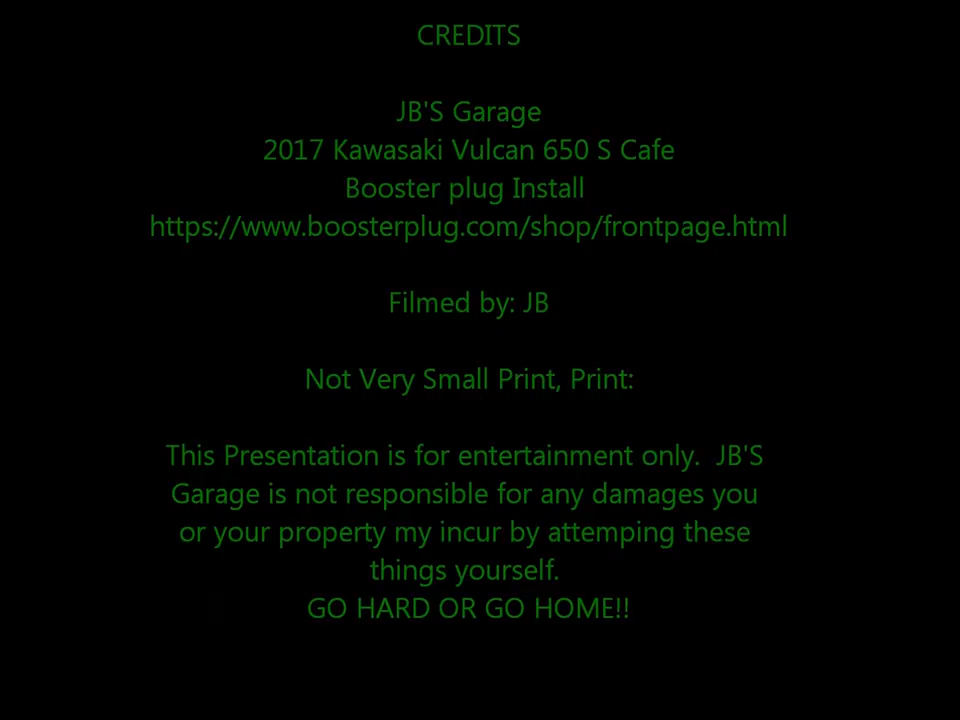 CREDITS
JB'S Garage
2017 Kawasaki Vulcan 650 S Cafe
Booster plug Install
https://www.boosterplug.com/shop/frontpage.html
Filmed by: JB
Not Very Small Print, Print:
This Presentation is for entertainment only.  JB'S
Garage is not responsible for any damages you
or your property my incur by attemping these
things yourself.
GO HARD OR GO HOME!!